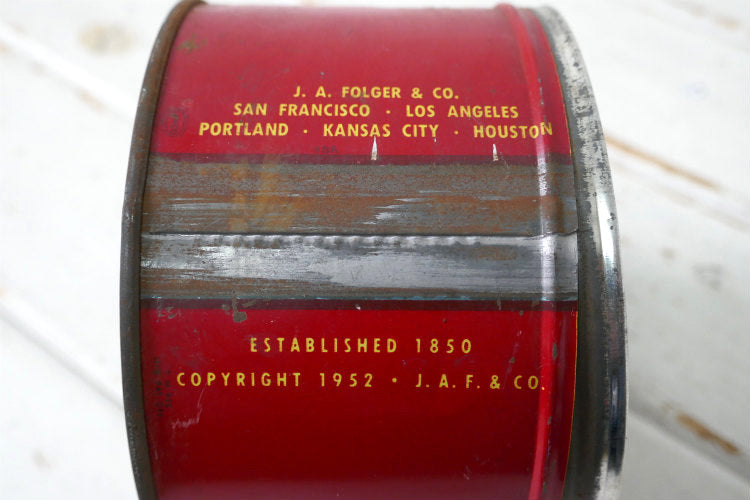 J. A. FOLGER & CO.
SAN FRANCISCO · LOS ANGELES
PORTLAND · KANSAS CITY · HOUSTON
ESTABLISHED 1850
COPYRIGHT 1952 · J. A. F. & CO.